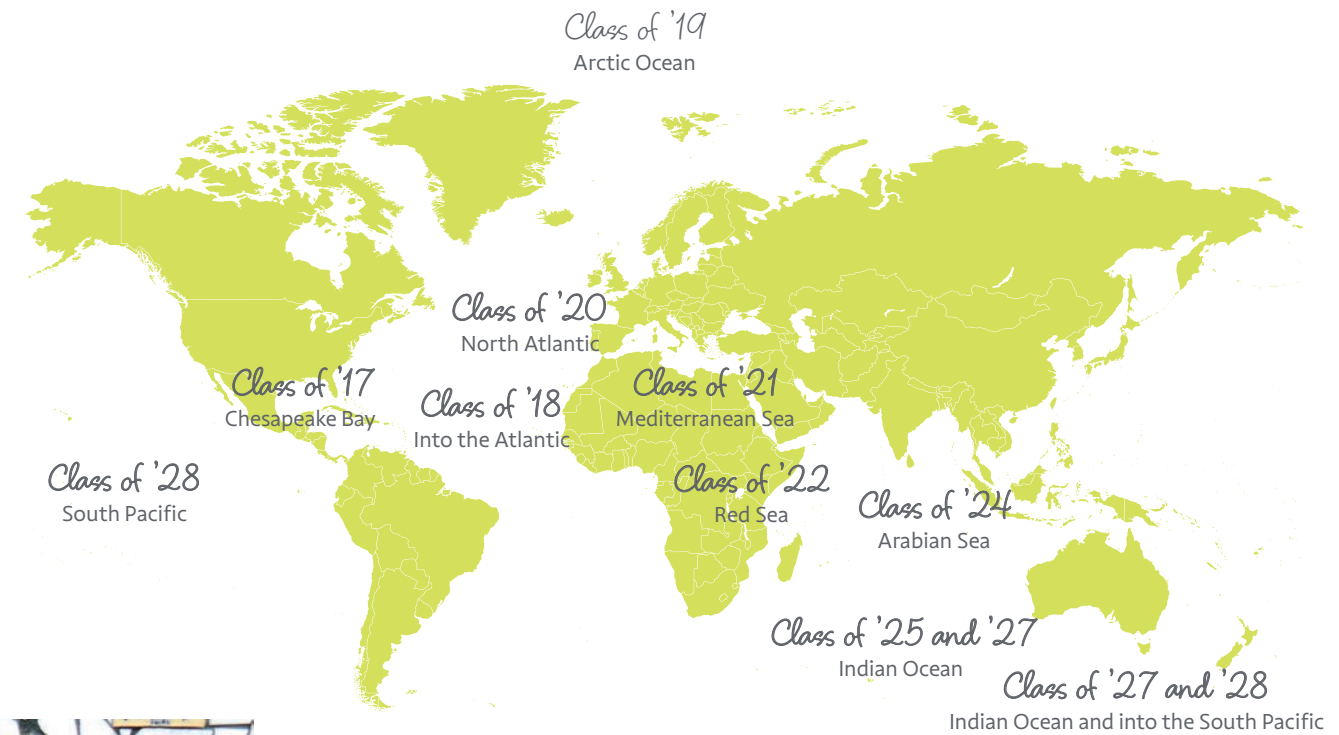 Class of '19
Arctic Ocean
Class of '20
North Atlantic
Class of '17
Chesapeake Bay
Class of '18
Into the Atlantic
Class of '21
Mediterranean Sea
Class of '28
South Pacific
Class of '22
Red Sea
Class of '24
Arabian Sea
Class of '25 and '27
Indian Ocean
Class of '27 and '28
Indian Ocean and into the South Pacific